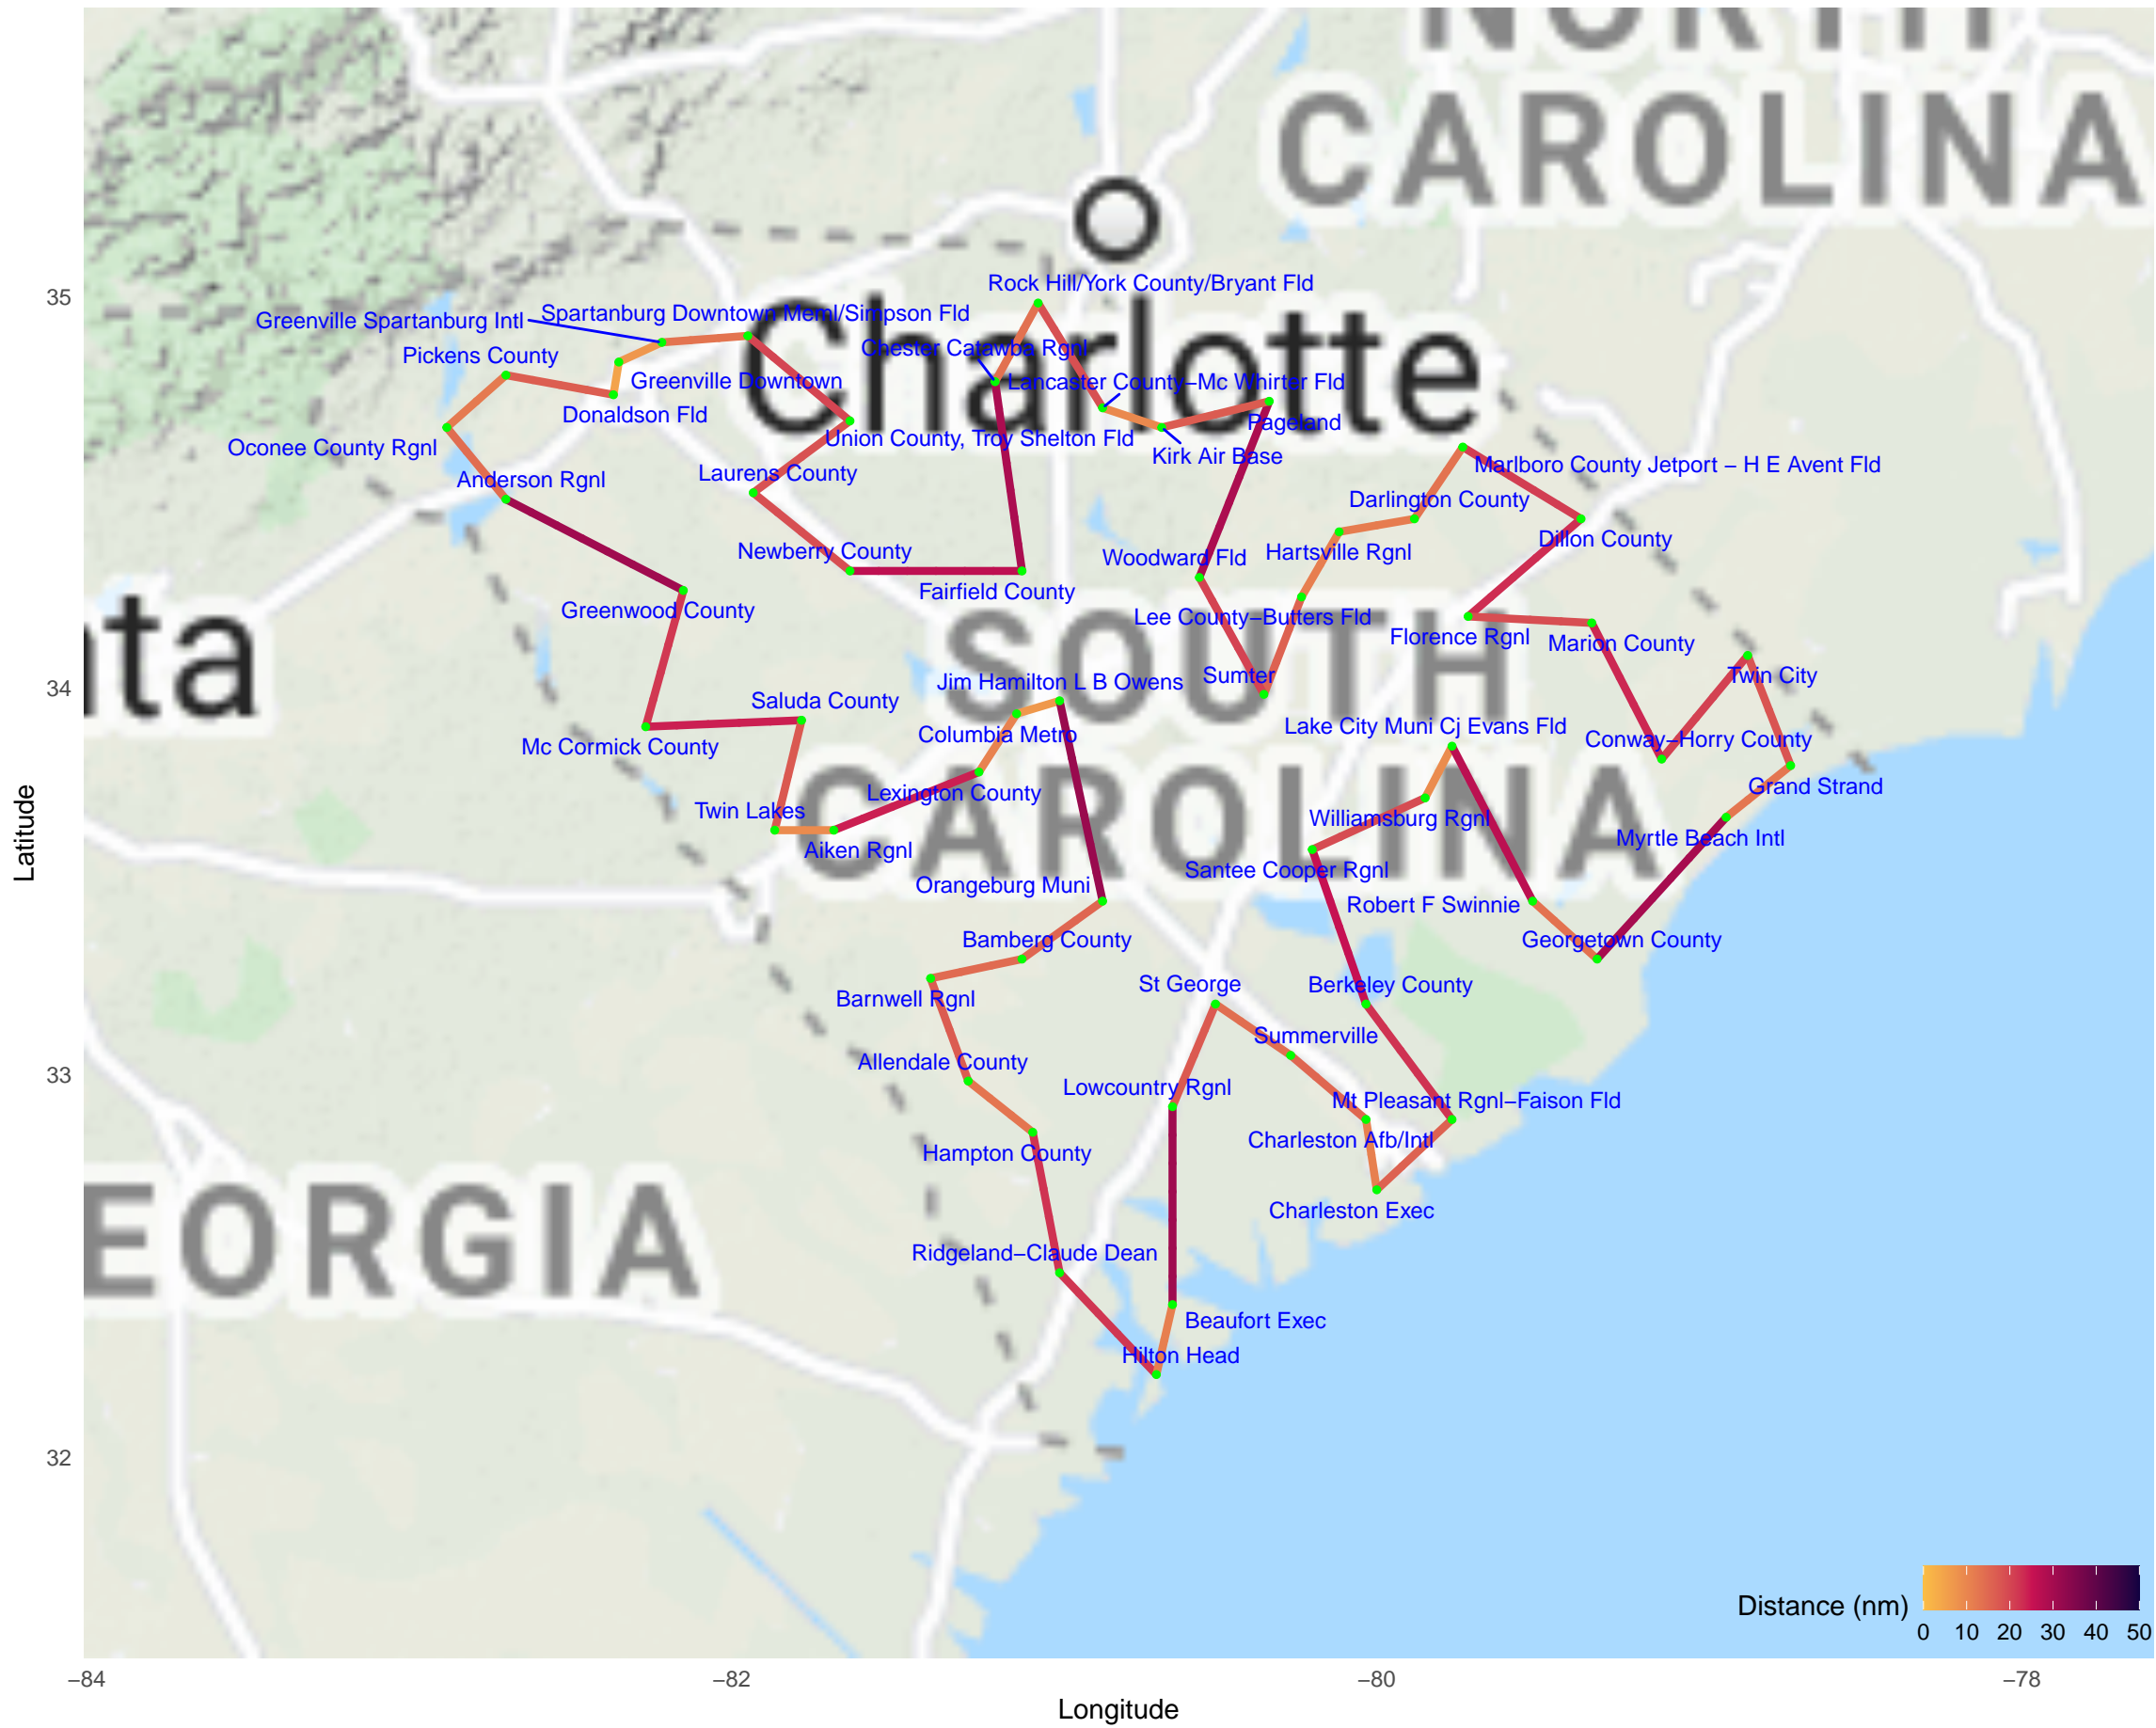 NORTH
CAROLINA
35
Rock Hill/York County/Bryant Fld
Spartanburg Downtown Meml/Simpson Fld
Greenville Spartanburg Intl
Charlotte
Chester Catawba Rgnl
Pickens County
Greenville Downtown
Lancaster County–Mc Whirter Fld
Donaldson Fld
Pageland
Union County, Troy Shelton Fld
Oconee County Rgnl
Kirk Air Base
Marlboro County Jetport – H E Avent Fld
Laurens County
Anderson Rgnl
Darlington County
Dillon County
Newberry County
Hartsville Rgnl
Woodward Fld
Fairfield County
Greenwood County
Lee County–Butters Fld
Florence Rgnl
Marion County
nta
SOUTH
Sumter
Twin City
34
Jim Hamilton L B Owens
Saluda County
Lake City Muni Cj Evans Fld
Columbia Metro
Conway–Horry County
Mc Cormick County
Grand Strand
Lexington County
CAROLINA
Twin Lakes
Williamsburg Rgnl
Myrtle Beach Intl
Aiken Rgnl
Santee Cooper Rgnl
Orangeburg Muni
Robert F Swinnie
Bamberg County
Georgetown County
St George
Berkeley County
Barnwell Rgnl
Summerville
Allendale County
33
Lowcountry Rgnl
Mt Pleasant Rgnl–Faison Fld
Charleston Afb/Intl
Hampton County
Charleston Exec
EORGIA
Ridgeland–Claude Dean
Beaufort Exec
Hilton Head
32
Latitude
Distance (nm)
0 10 20 30 40 50
–84 –82 –80 –78
Longitude